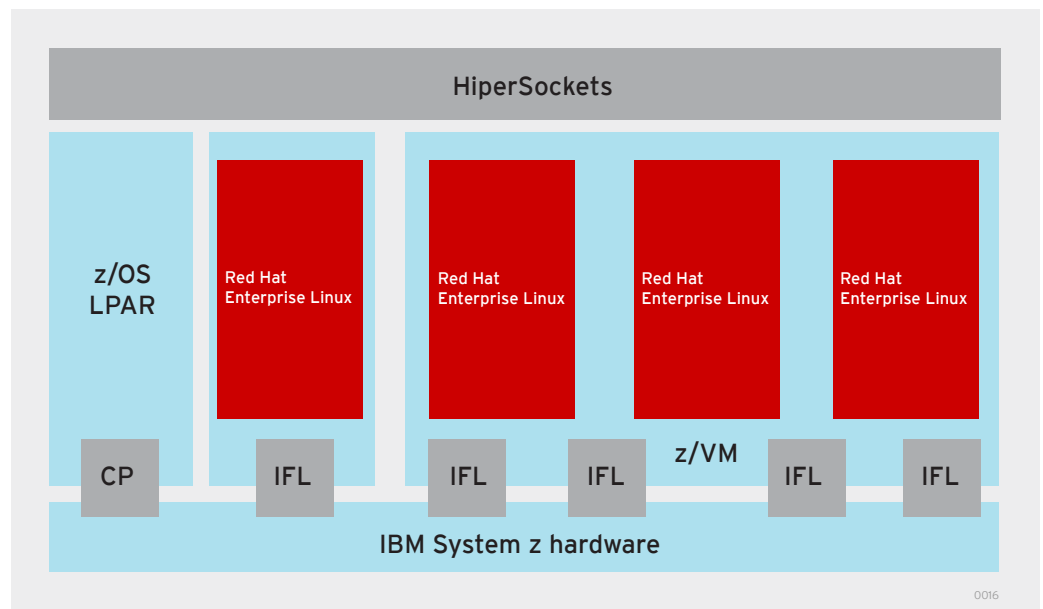 HiperSockets
z/OS
LPAR
Red Hat
Enterprise Linux
Red Hat
Enterprise Linux
Red Hat
Enterprise Linux
Red Hat
Enterprise Linux
z/VM
CP
IFL
IFL
IFL
IFL
IFL
IBM System z hardware
0016